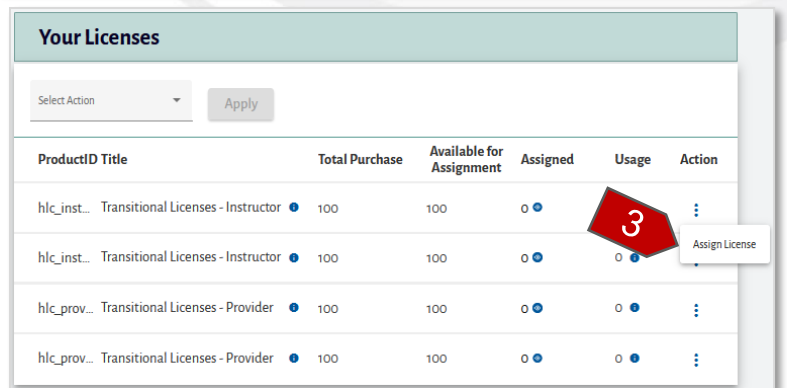 Your Licenses
Select Action Apply
ProductID Title Total Purchase Available for Assignment Assigned Usage Action
hlc_inst... Transitional Licenses - Instructor 100 100 0
3
Assign License
hlc_inst... Transitional Licenses - Instructor 100 100 0 0
hlc_prov... Transitional Licenses - Provider 100 100 0 0
hlc_prov... Transitional Licenses - Provider 100 100 0 0